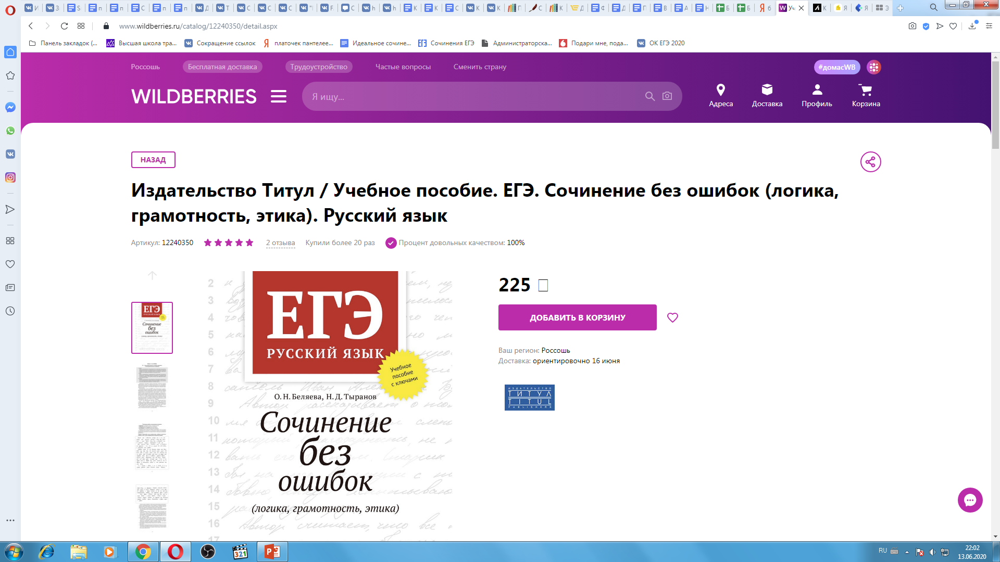 www.wildberries.ru/catalog/12240350/detail.aspx
Панель закладок (...
Высшая школа тра...
Сокращение ссылок
платочек пантелее...
Идеальное сочине...
Сочинения ЕГЭ
Администраторска...
Подари мне, пода...
ОК ЕГЭ 2020
Россошь
Бесплатная доставка
Трудоустройство
Частые вопросы
Сменить страну
#домасWB
WILDBERRIES
Я ищу...
Адреса
Доставка
Профиль
Корзина
НАЗАД
Издательство Титул / Учебное пособие. ЕГЭ. Сочинение без ошибок (логика,
грамотность, этика). Русский язык
Артикул: 12240350
2 отзыва
Купили более 20 раз
Процент довольных качеством: 100%
ЕГЭ
РУССКИЙ ЯЗЫК
Учебное
пособие
с ключами
О. Н. Беляева, Н. Д. Тыранов
Сочинение
без
ошибок
(логика, грамотность, этика)
2
3
4
5
6
7
8
9
10
11
12
13
14
15
16
17
ЕГЭ
Сочинение
без
ошибок
225
ДОБАВИТЬ В КОРЗИНУ
Ваш регион: Россошь
Доставка: ориентировочно 16 июня
ИЗДАТЕЛЬСТВО
ТИТУЛ
TITUL
PUBLISHERS
RU
22:02
13.06.2020